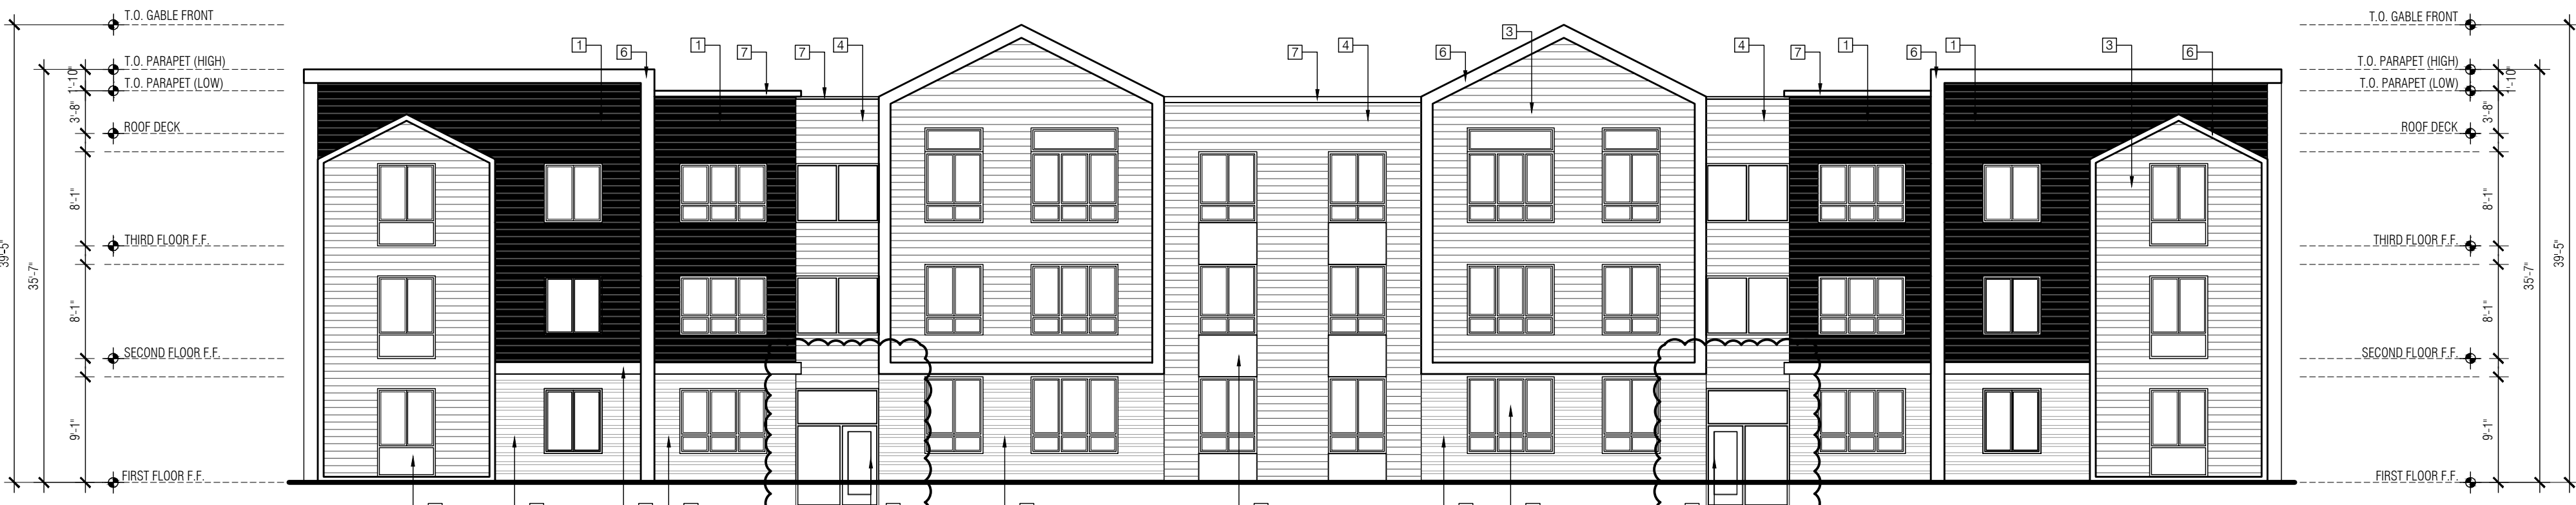 T.O. GABLE FRONT
T.O. PARAPET (HIGH)
T.O. PARAPET (LOW)
ROOF DECK
THIRD FLOOR F.F.
SECOND FLOOR F.F.
FIRST FLOOR F.F.
39'-5"
35'-7"
1'-10"
3'-8"
8'-1"
8'-1"
9'-1"
1
6
1
7
7
4
7
4
6
3
4
7
1
6
1
3
6
T.O. GABLE FRONT
T.O. PARAPET (HIGH)
T.O. PARAPET (LOW)
ROOF DECK
THIRD FLOOR F.F.
SECOND FLOOR F.F.
FIRST FLOOR F.F.
1'-10"
3'-8"
8'-1"
8'-1"
9'-1"
35'-7"
39'-5"